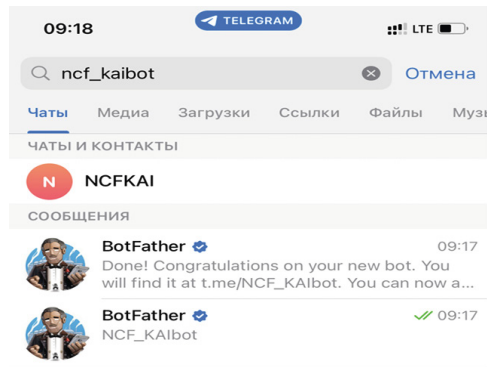 09:18
TELEGRAM
LTE
ncf_kaibot
Отмена
Чаты Медиа Загрузки Ссылки Файлы Музы
ЧАТЫ И КОНТАКТЫ
N
NCFKAI
СООБЩЕНИЯ
BotFather 09:17
Done! Congratulations on your new bot. You
will find it at t.me/NCF_KAIbot. You can now a...
BotFather 09:17
NCF_KAIbot